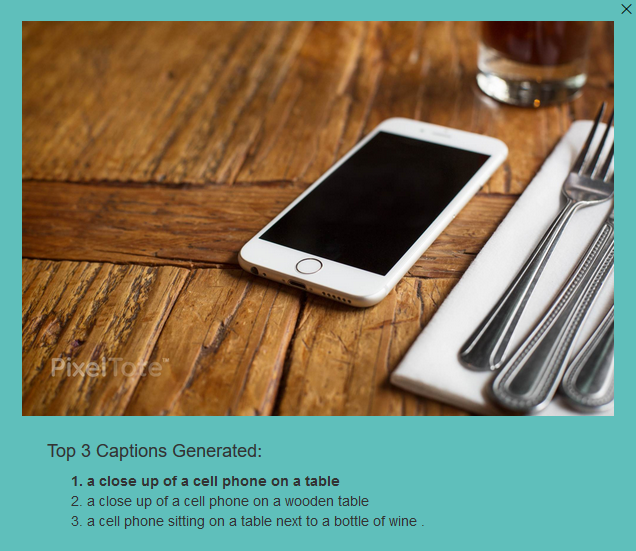 PixelTote™
Top 3 Captions Generated:
1. a close up of a cell phone on a table
2. a close up of a cell phone on a wooden table
3. a cell phone sitting on a table next to a bottle of wine .